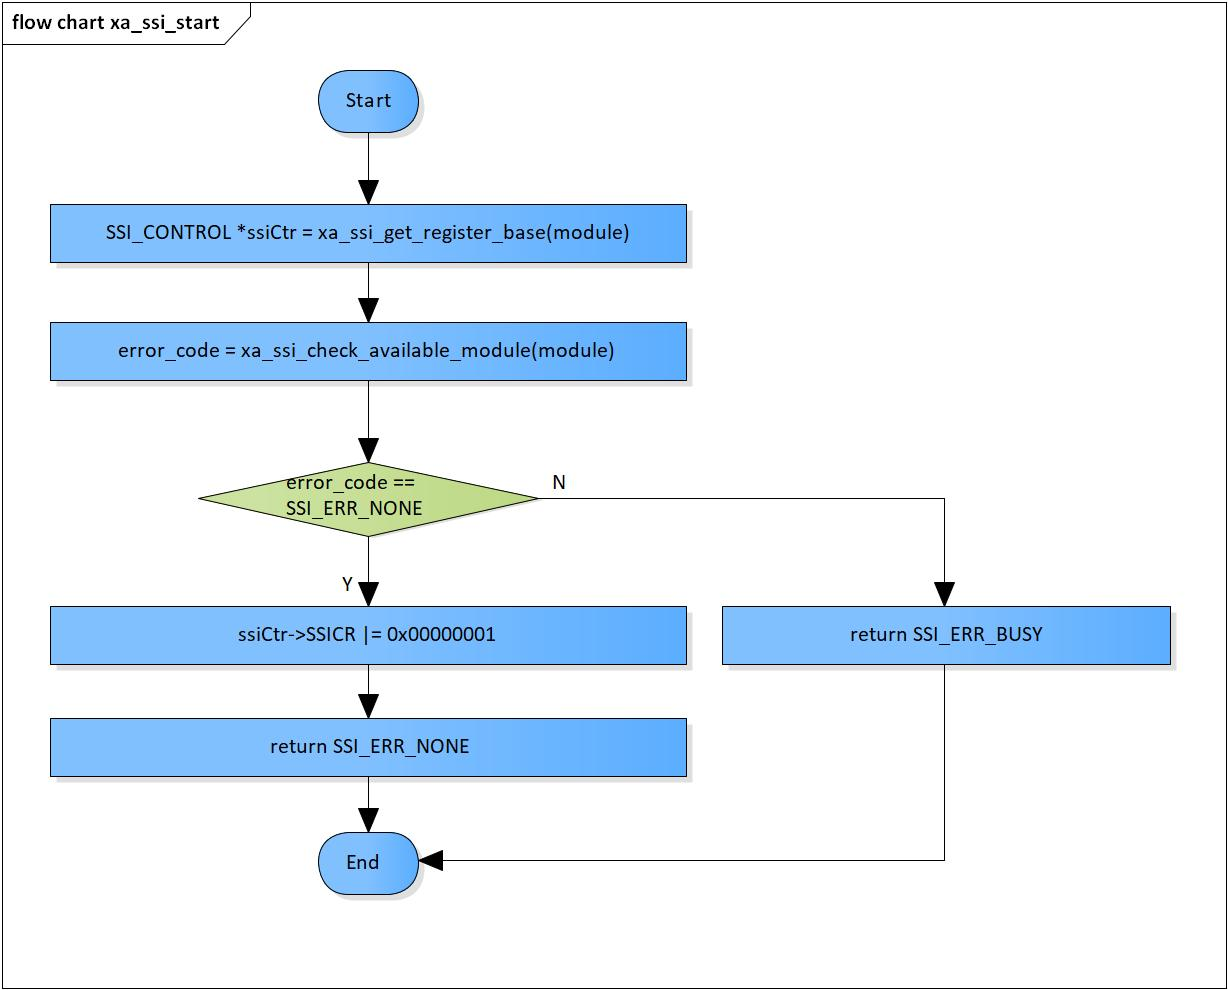 flow chart xa_ssi_start
Start
SSI_CONTROL *ssiCtr = xa_ssi_get_register_base(module)
error_code = xa_ssi_check_available_module(module)
error_code ==
SSI_ERR_NONE
N
Y
ssiCtr->SSICR |= 0x00000001
return SSI_ERR_BUSY
return SSI_ERR_NONE
End